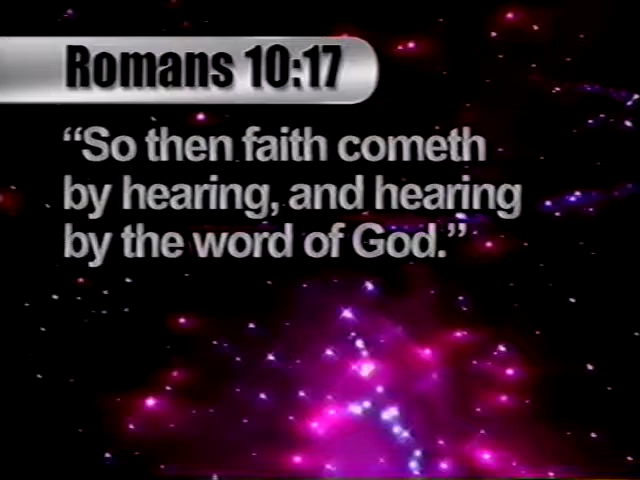 Romans 10:17
“So then faith cometh
by hearing, and hearing
by the word of God.”